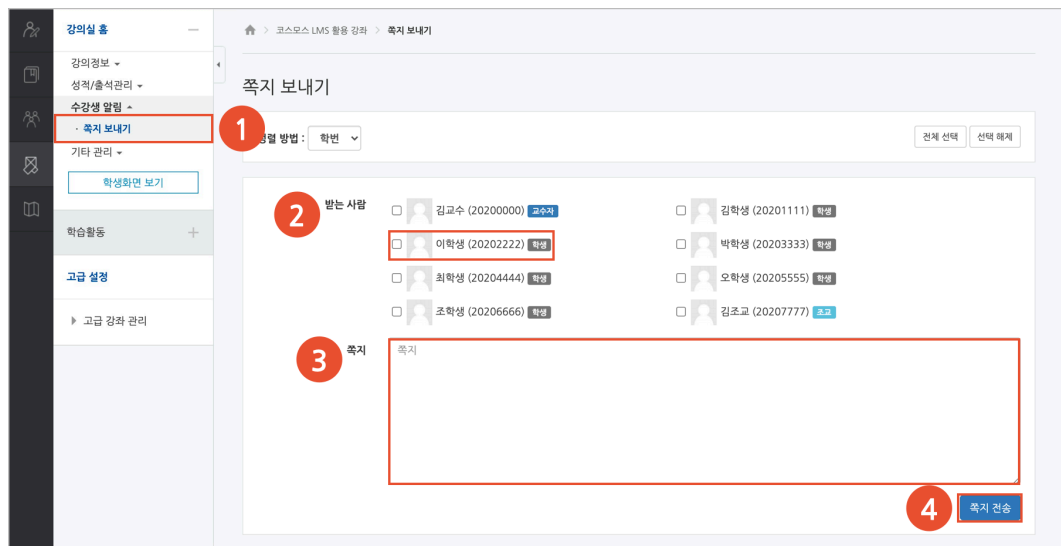 강의실 홈
강의정보
성적/출석관리
수강생 알림
· 쪽지 보내기
기타 관리
학생화면 보기
학습활동
고급 설정
고급 강좌 관리
코스모스 LMS 활용 강좌 > 쪽지 보내기
쪽지 보내기
1
방법 : 학번
전체 선택 선택 해제
2
받는 사람
김교수 (20200000) 교수자 김학생 (20201111) 학생
이학생 (20202222) 학생 박학생 (20203333) 학생
최학생 (20204444) 학생 오학생 (20205555) 학생
조학생 (20206666) 학생 김조교 (20207777) 조교
3
쪽지 쪽지
4
쪽지 전송